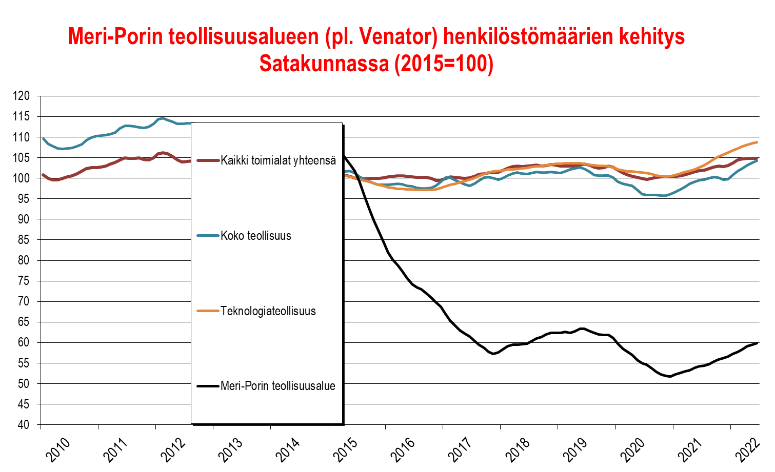 Meri-Porin teollisuusalueen (pl. Venator) henkilöstömäärien kehitys
Satakunnassa (2015=100)
120
115
110
105
100
95
90
85
80
75
70
65
60
55
50
45
40
Kaikki toimialat yhteensä
Koko teollisuus
Teknologiateollisuus
Meri-Porin teollisuusalue
2010 2011 2012 2013 2014 2015 2016 2017 2018 2019 2020 2021 2022